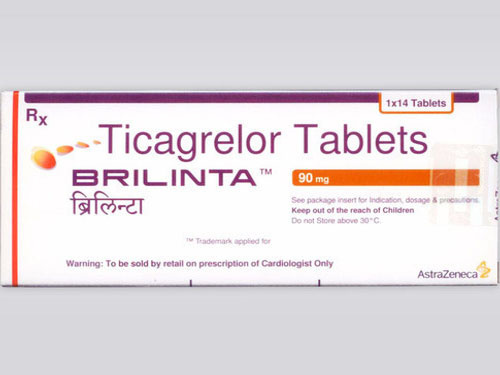 Rx
1x14 Tablets
Ticagrelor Tablets
BRILINTA™
90 mg
ब्रिलिन्टा
See package insert for Indication, dosage & precautions.
Keep out of the reach of Children
Do not Store above 30°C.
™ Trademark applied for
Warning: To be sold by retail on prescription of Cardiologist Only
AstraZeneca